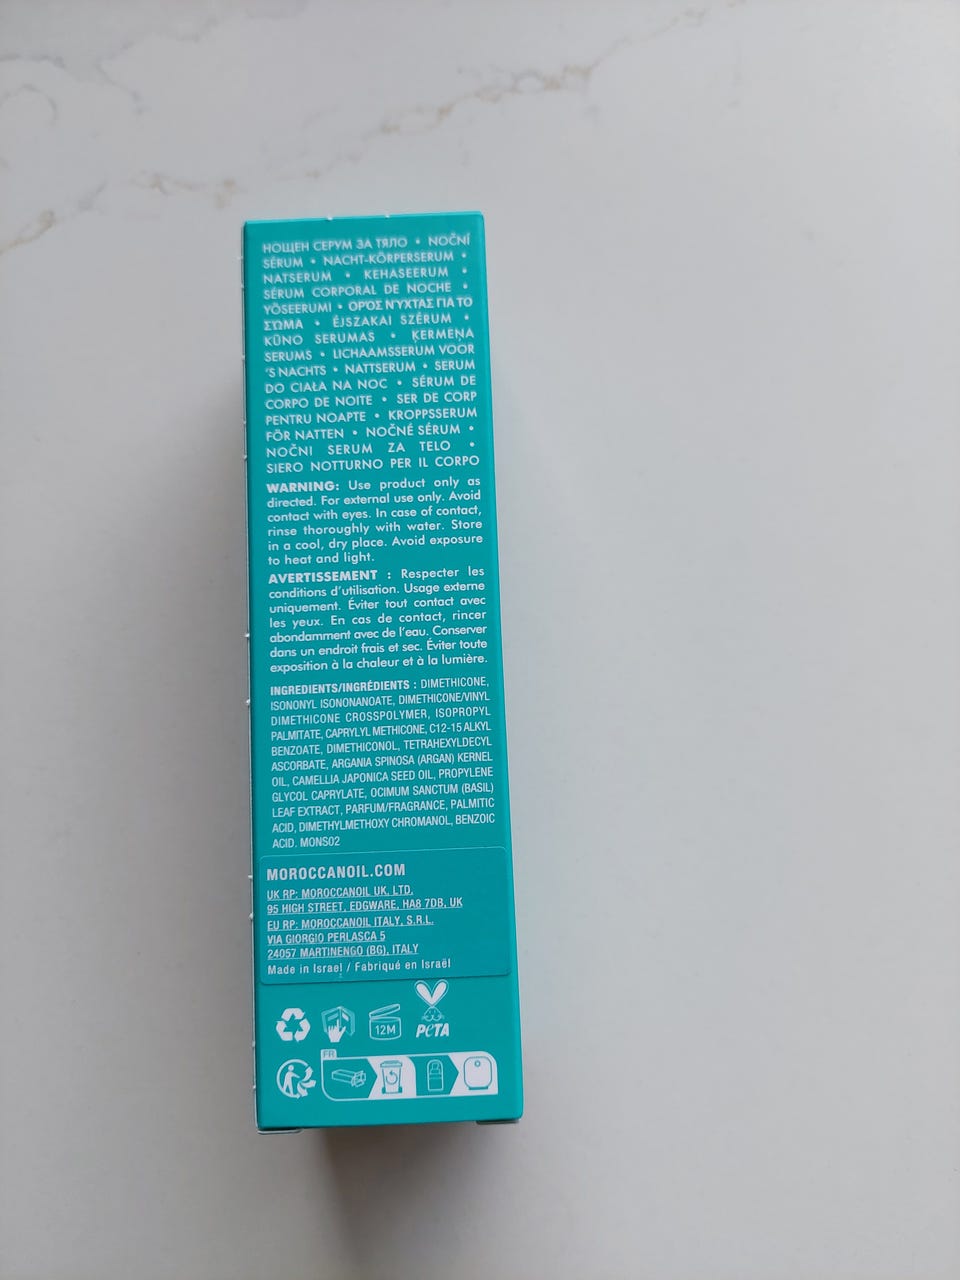 НОЩЕН СЕРУМ ЗА ТЯЛО • NOČNÍ
SÉRUM • NACHT-KÖRPERSERUM •
NATSERUM • KEHASEERUM •
SÉRUM CORPORAL DE NOCHE •
YÖSEERUMI • ΟΡΌΣ ΝΎΧΤΑΣ ΓΙΑ ΤΟ
ΣΏΜΑ • ÉJSZAKAI SZÉRUM •
KŪNO SERUMAS • ĶERMEŅA
SERUMS • LICHAAMSSERUM VOOR
'S NACHTS • NATTSERUM • SERUM
DO CIAŁA NA NOC • SÉRUM DE
CORPO DE NOITE • SER DE CORP
PENTRU NOAPTE • KROPPSSERUM
FÖR NATTEN • NOČNÉ SÉRUM •
NOČNI SERUM ZA TELO •
SIERO NOTTURNO PER IL CORPO
WARNING: Use product only as
directed. For external use only. Avoid
contact with eyes. In case of contact,
rinse thoroughly with water. Store
in a cool, dry place. Avoid exposure
to heat and light.
AVERTISSEMENT : Respecter les
conditions d'utilisation. Usage externe
uniquement. Éviter tout contact avec
les yeux. En cas de contact, rincer
abondamment avec de l'eau. Conserver
dans un endroit frais et sec. Éviter toute
exposition à la chaleur et à la lumière.
INGREDIENTS/INGRÉDIENTS : DIMETHICONE,
ISONONYL ISONONANOATE, DIMETHICONE/VINYL
DIMETHICONE CROSSPOLYMER, ISOPROPYL
PALMITATE, CAPRYLYL METHICONE, C12-15 ALKYL
BENZOATE, DIMETHICONOL, TETRAHEXYLDECYL
ASCORBATE, ARGANIA SPINOSA (ARGAN) KERNEL
OIL, CAMELLIA JAPONICA SEED OIL, PROPYLENE
GLYCOL CAPRYLATE, OCIMUM SANCTUM (BASIL)
LEAF EXTRACT, PARFUM/FRAGRANCE, PALMITIC
ACID, DIMETHYLMETHOXY CHROMANOL, BENZOIC
ACID. MONS02
MOROCCANOIL.COM
UK RP: MOROCCANOIL UK, LTD.
95 HIGH STREET, EDGWARE, HA8 7DB, UK
EU RP: MOROCCANOIL ITALY, S.R.L.
VIA GIORGIO PERLASCA 5
24057 MARTINENGO (BG), ITALY
Made in Israel / Fabriqué en Israël
12M
PeTA
FR